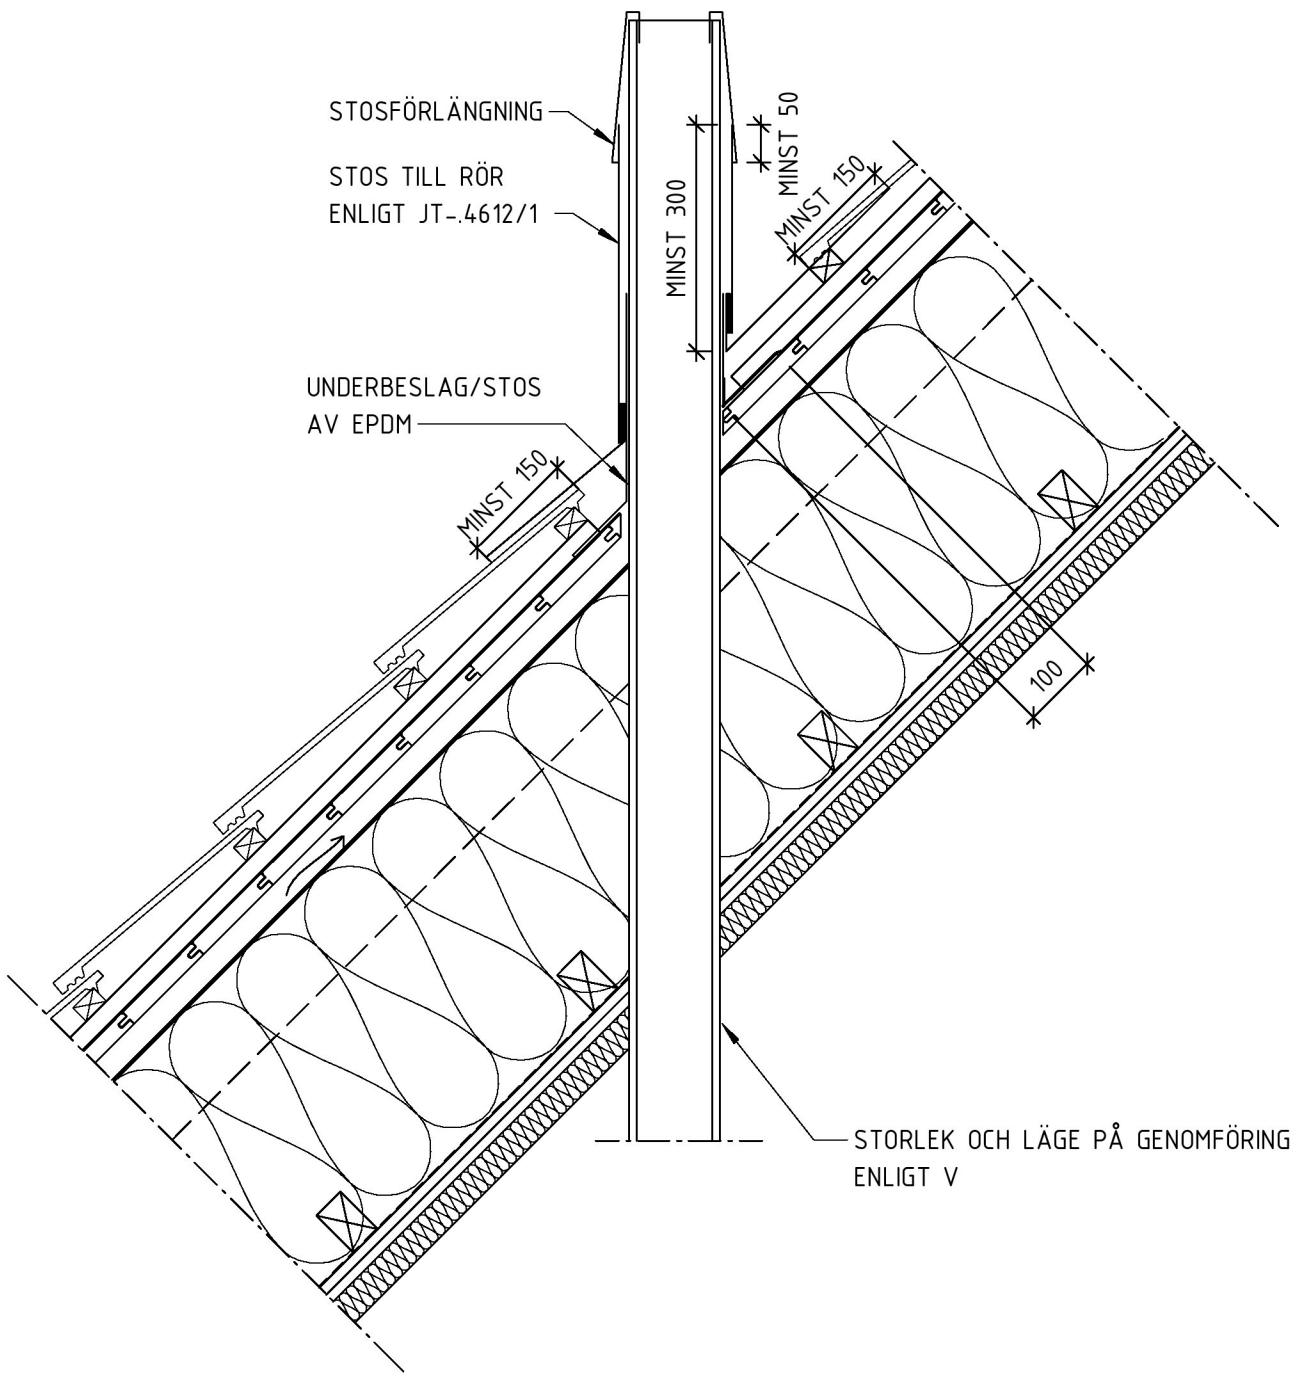 STOSFÖRLÄNGNING
STOS TILL RÖR
ENLIGT JT-.4612/1
MINST 50
MINST 300
MINST 150
UNDERBESLAG/STOS
AV EPDM
MINST 150
100
STORLEK OCH LÄGE PÅ GENOMFÖRING
ENLIGT V